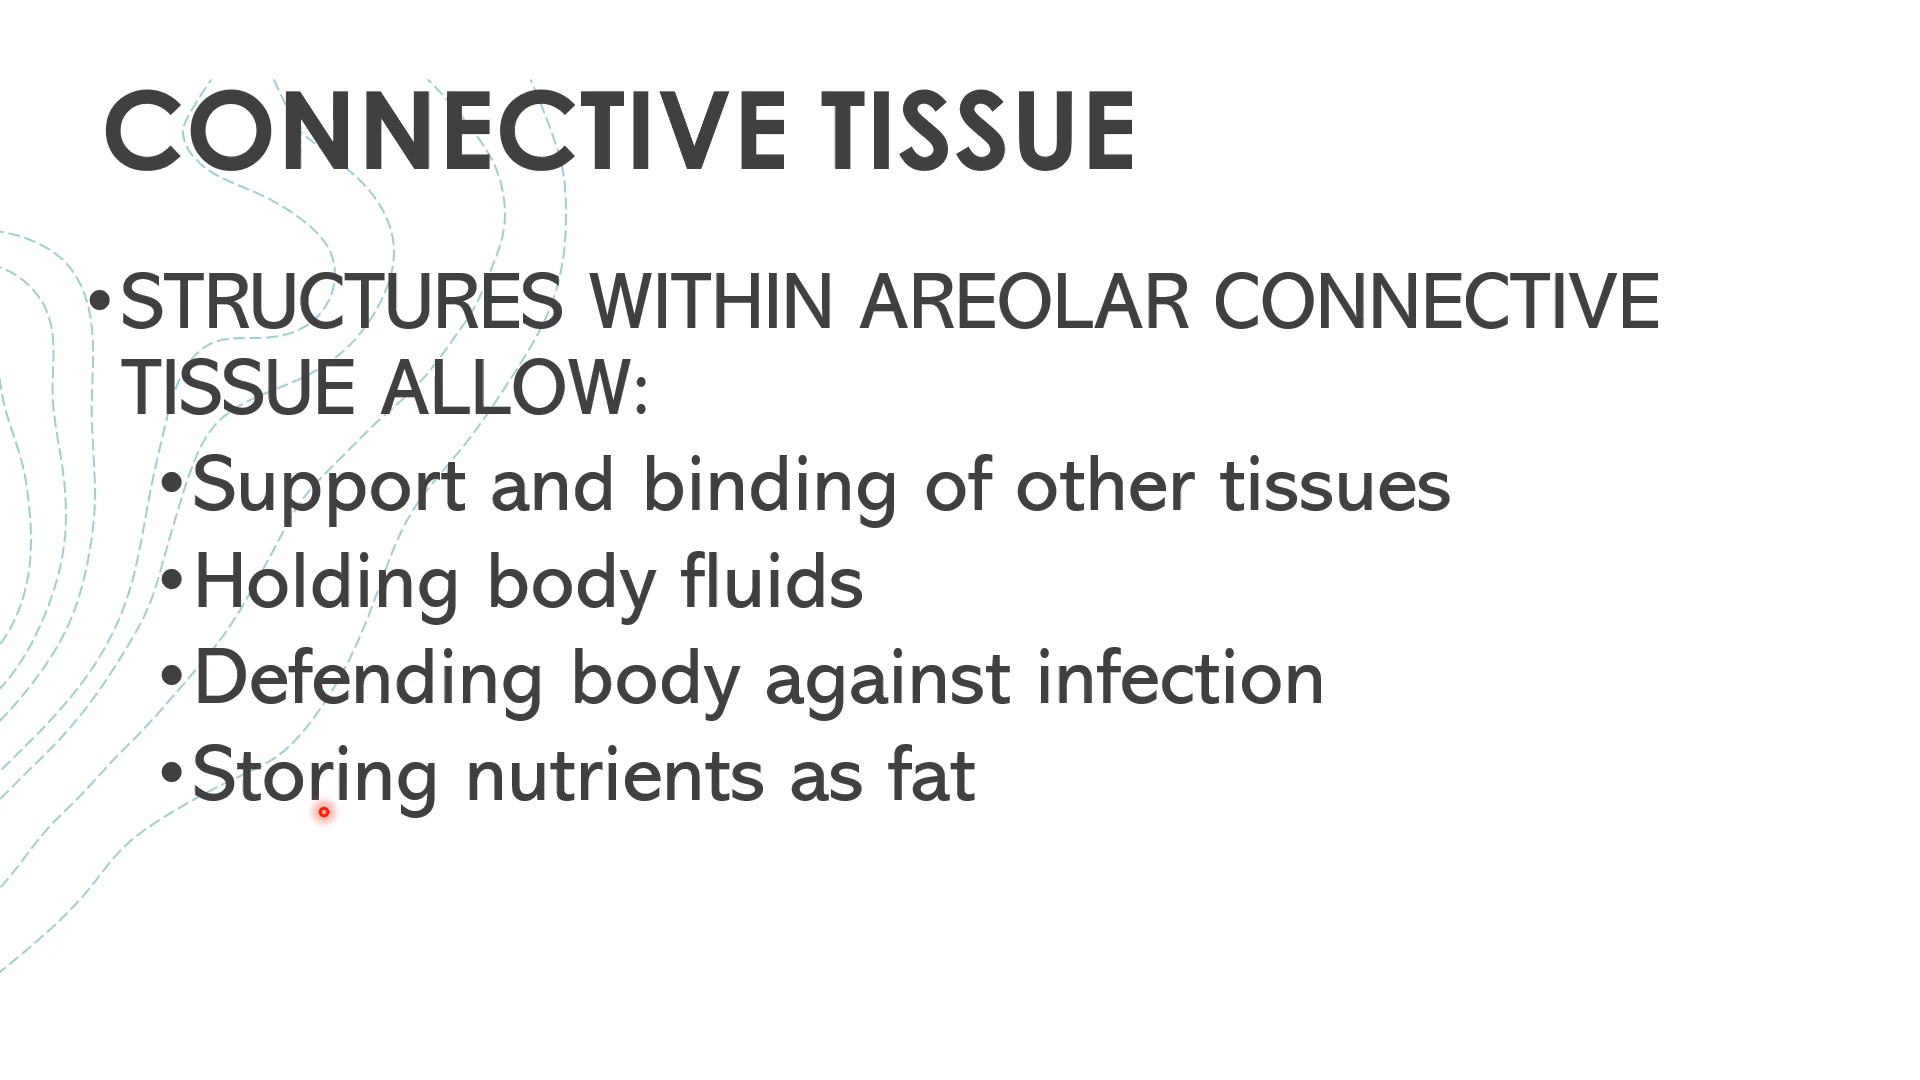 CONNECTIVE TISSUE
•STRUCTURES WITHIN AREOLAR CONNECTIVE
TISSUE ALLOW:
•Support and binding of other tissues
•Holding body fluids
•Defending body against infection
•Storing nutrients as fat